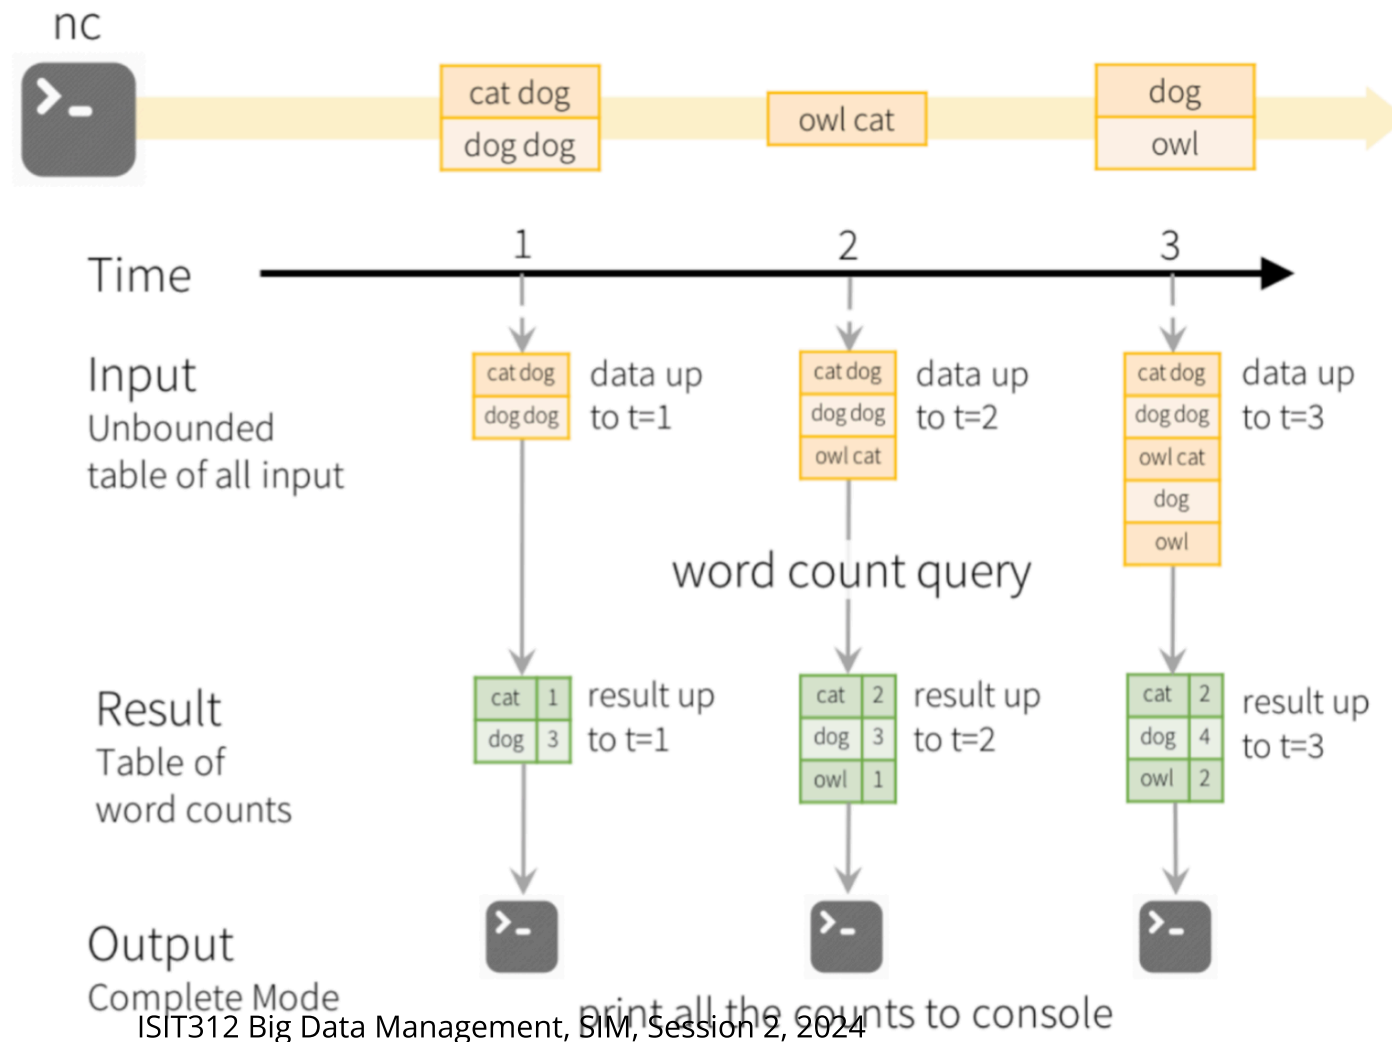 nc
cat dog
dog dog
owl cat
dog
owl
1
2
3
Time
Input
Unbounded
table of all input
cat dog
dog dog
data up
to t=1
cat dog
dog dog
owl cat
data up
to t=2
cat dog
dog dog
owl cat
dog
owl
data up
to t=3
word count query
Result
Table of
word counts
cat 1
dog 3
result up
to t=1
cat 2
dog 3
owl 1
result up
to t=2
cat 2
dog 4
owl 2
result up
to t=3
Output
Complete Mode
print all the counts to console
ISIT312 Big Data Management, SIM, Session 2, 2024